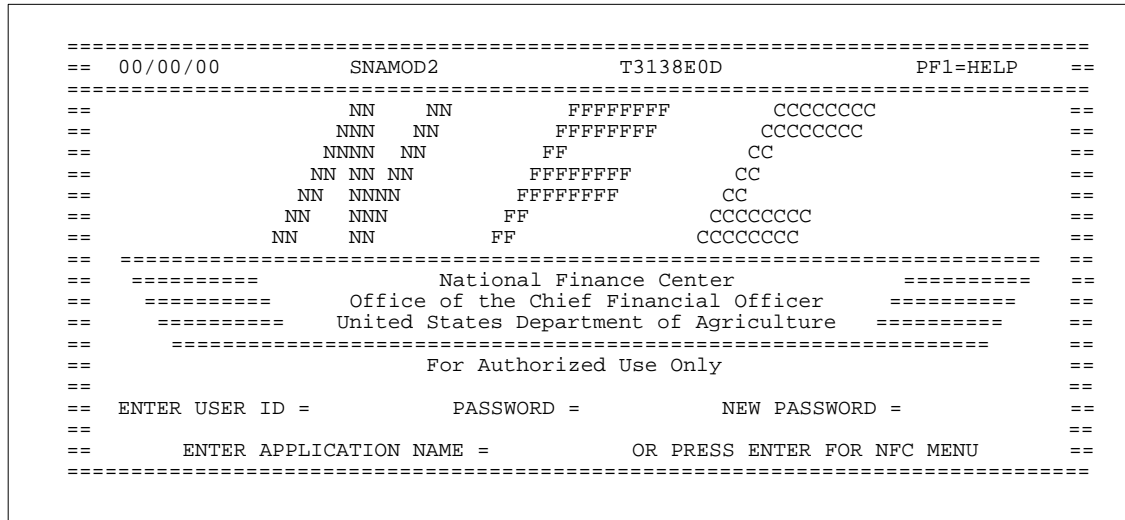 ================================================================================
==  00/00/00          SNAMOD2                T3138E0D               PF1=HELP    ==
================================================================================
==                    NN    NN         FFFFFFFF        CCCCCCCC                 ==
==                   NNN   NN         FFFFFFFF        CCCCCCCC                  ==
==                  NNNN  NN         FF              CC                         ==
==                 NN NN NN         FFFFFFFF        CC                          ==
==                NN  NNNN         FFFFFFFF        CC                           ==
==               NN   NNN         FF              CCCCCCCC                      ==
==              NN    NN         FF              CCCCCCCC                       ==
==  ========================================================================  ==
==   ==========              National Finance Center             ==========   ==
==    ==========      Office of the Chief Financial Officer     ==========    ==
==     ==========    United States Department of Agriculture   ==========     ==
==      ================================================================      ==
==                          For Authorized Use Only                           ==
==                                                                            ==
==  ENTER USER ID =           PASSWORD =           NEW PASSWORD =             ==
==                                                                            ==
==       ENTER APPLICATION NAME =           OR PRESS ENTER FOR NFC MENU       ==
================================================================================